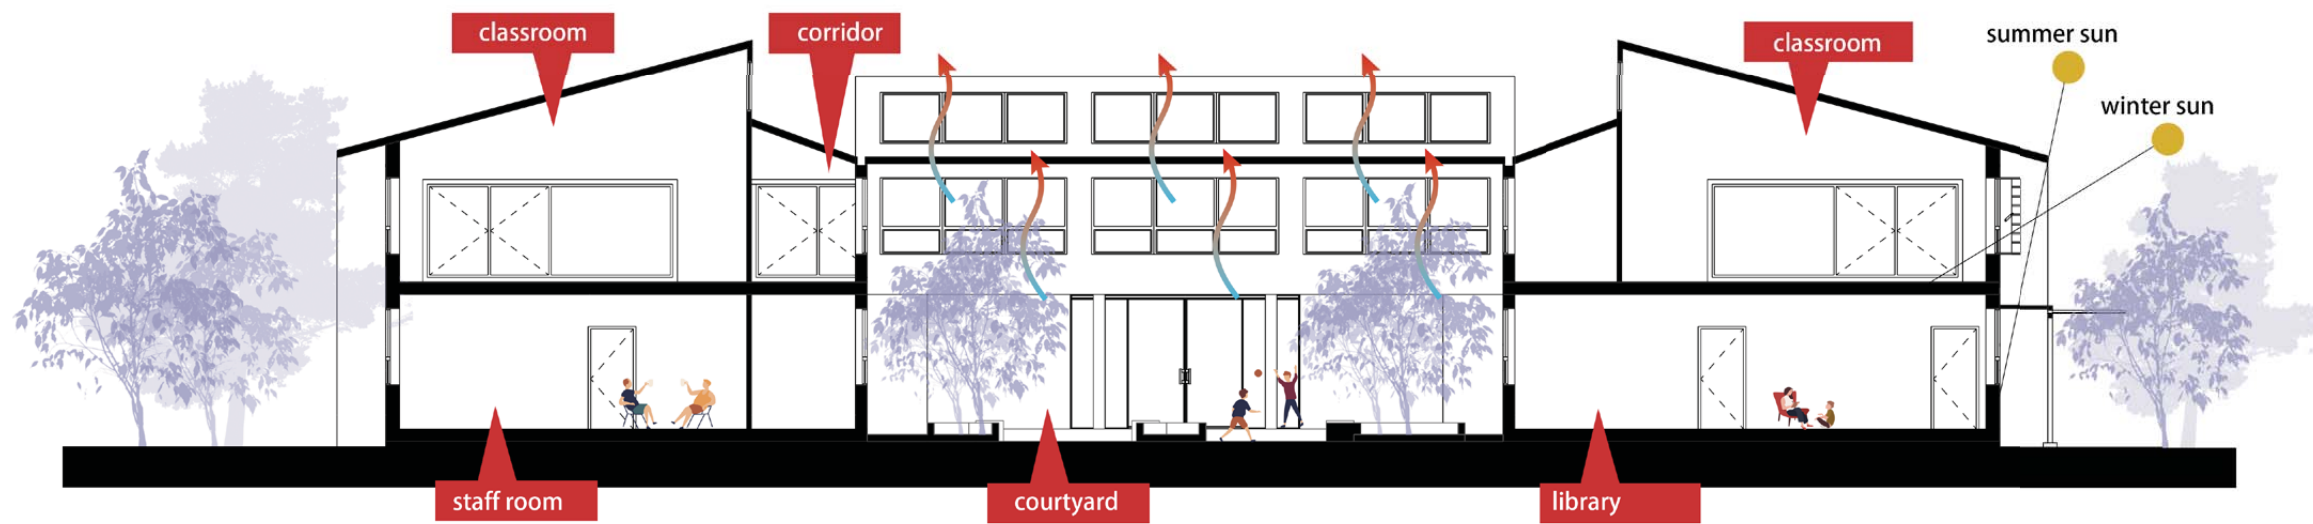 classroom
corridor
classroom
summer sun
winter sun
staff room
courtyard
library